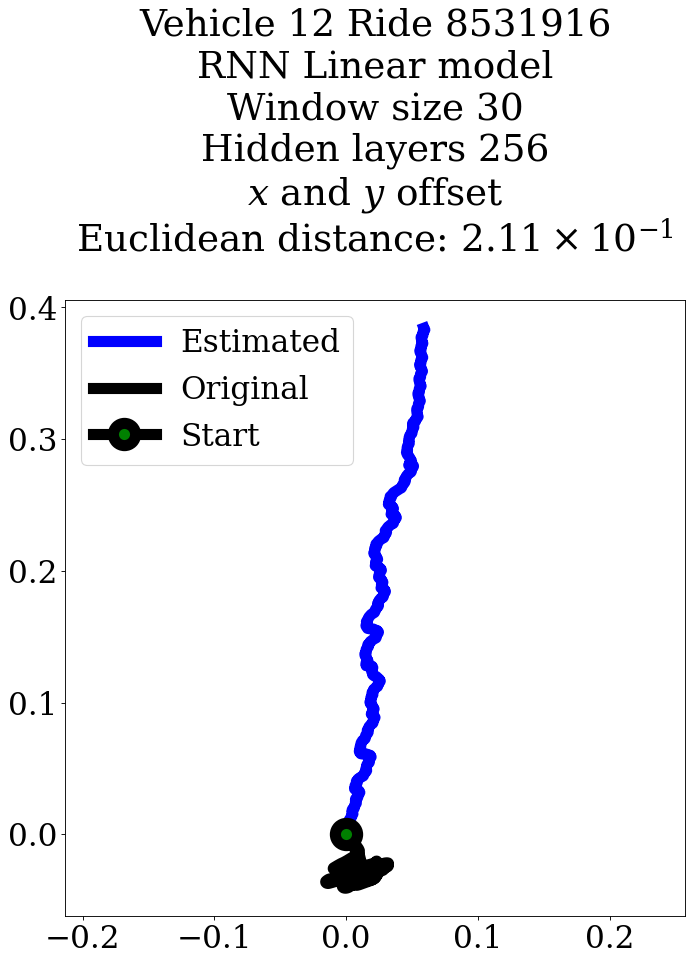 Vehicle 12 Ride 8531916
RNN Linear model
Window size 30
Hidden layers 256
x and y offset
Euclidean distance: 2.11 × 10⁻¹
Estimated
Original
Start
0.4
0.3
0.2
0.1
0.0
−0.2 −0.1 0.0 0.1 0.2